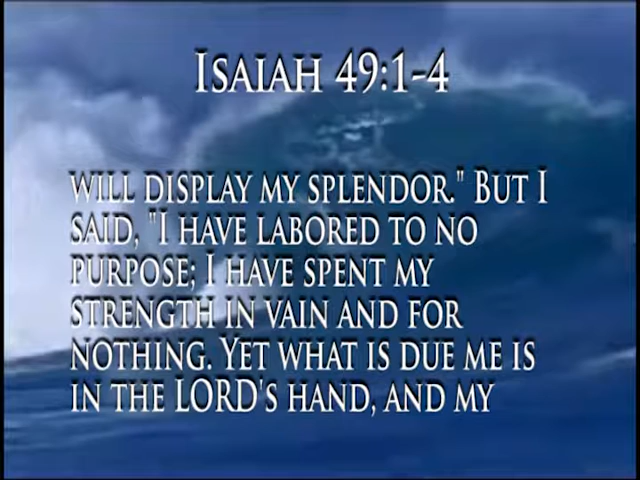 Isaiah 49:1-4
will display my splendor." But I
said, "I have labored to no
purpose; I have spent my
strength in vain and for
nothing. Yet what is due me is
in the LORD's hand, and my